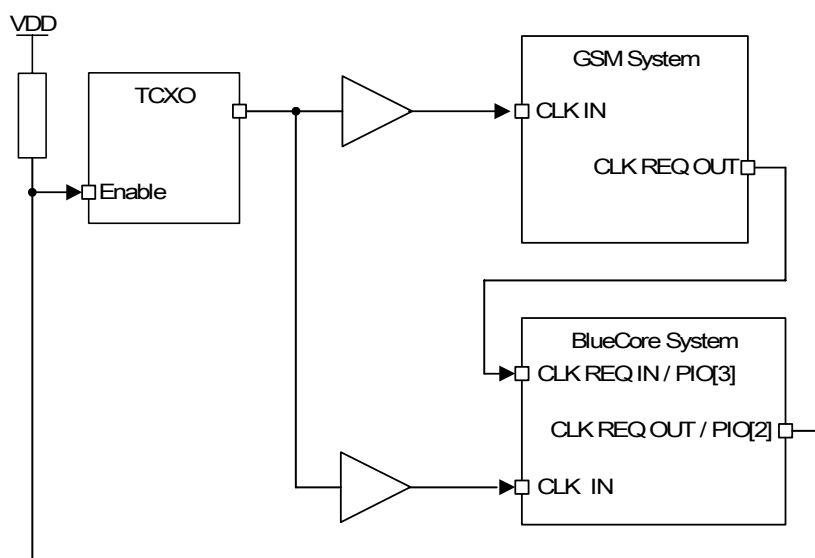 VDD
TCXO
Enable
GSM System
CLK IN
CLK REQ OUT
BlueCore System
CLK REQ IN / PIO[3]
CLK REQ OUT / PIO[2]
CLK IN